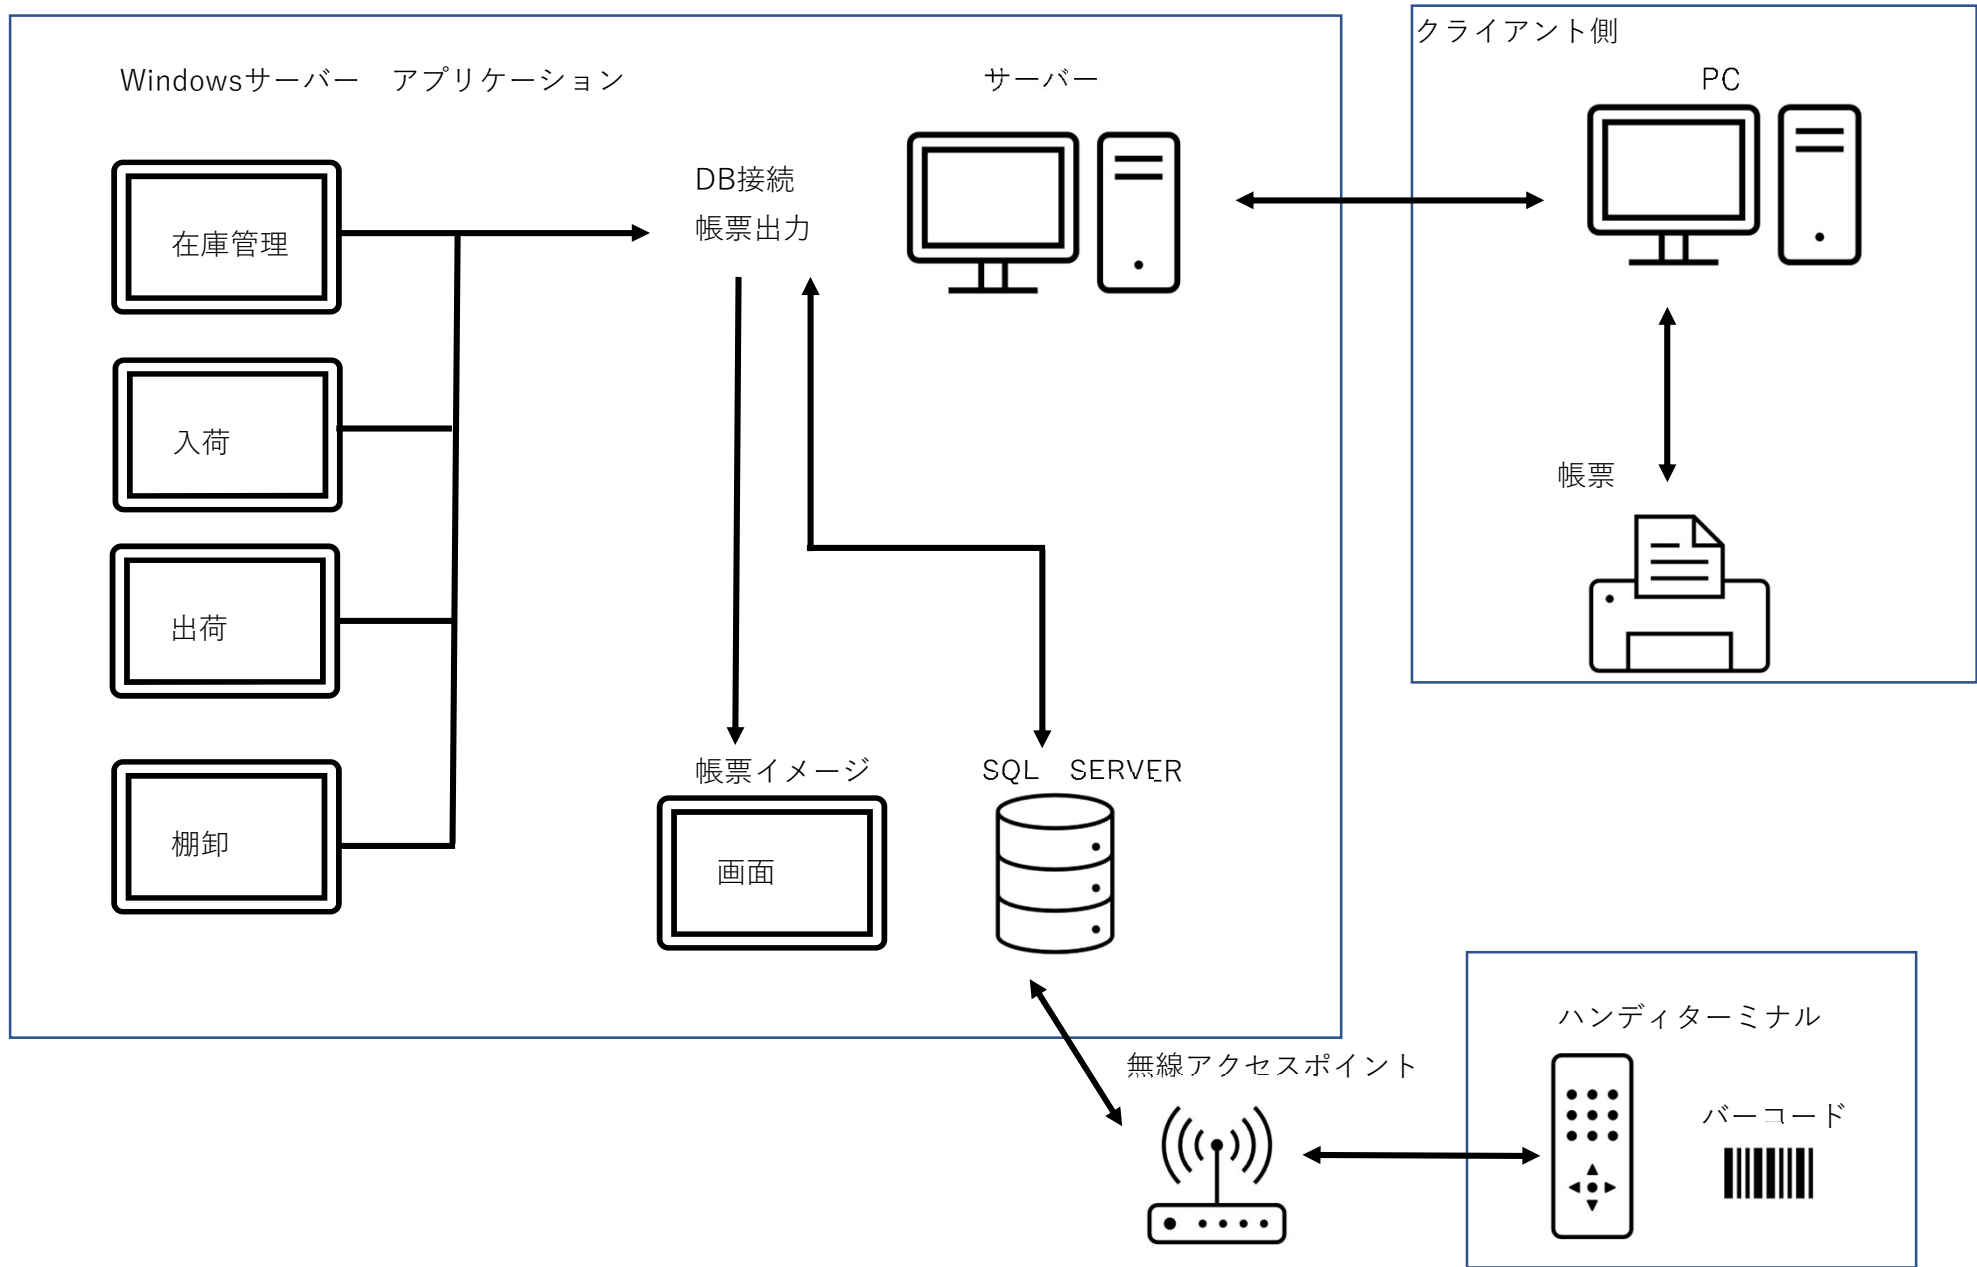 Windowsサーバー　アプリケーション
サーバー
在庫管理
入荷
出荷
棚卸
DB接続
帳票出力
帳票イメージ
画面
SQL　SERVER
クライアント側
PC
帳票
無線アクセスポイント
ハンディターミナル
バーコード